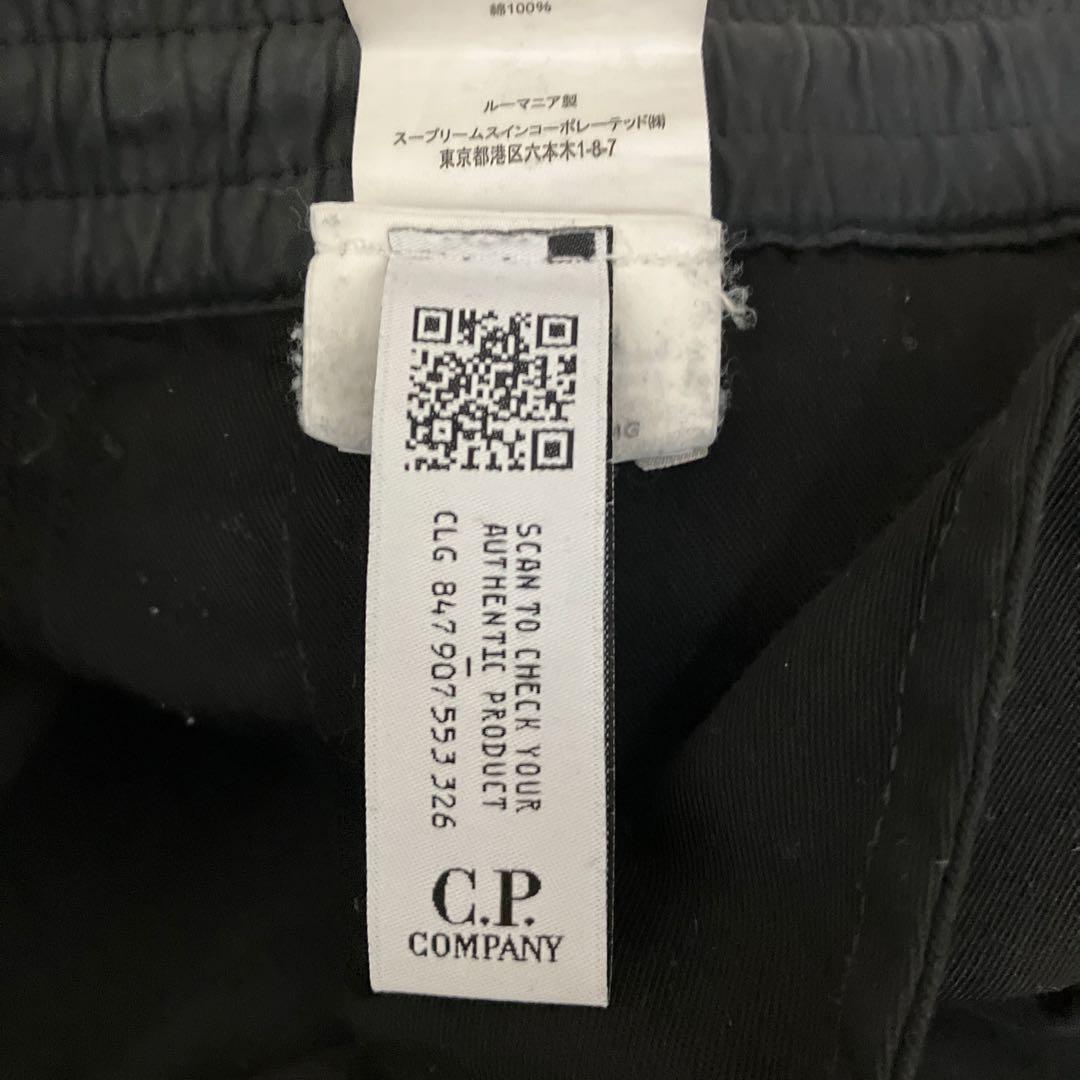 綿100%
ルーマニア製
スープリームスインコーポレーテッド㈱
東京都港区六本木1-8-7
SCAN TO CHECK YOUR
AUTHENTIC PRODUCT
CLG 847907553326
C.P.
COMPANY